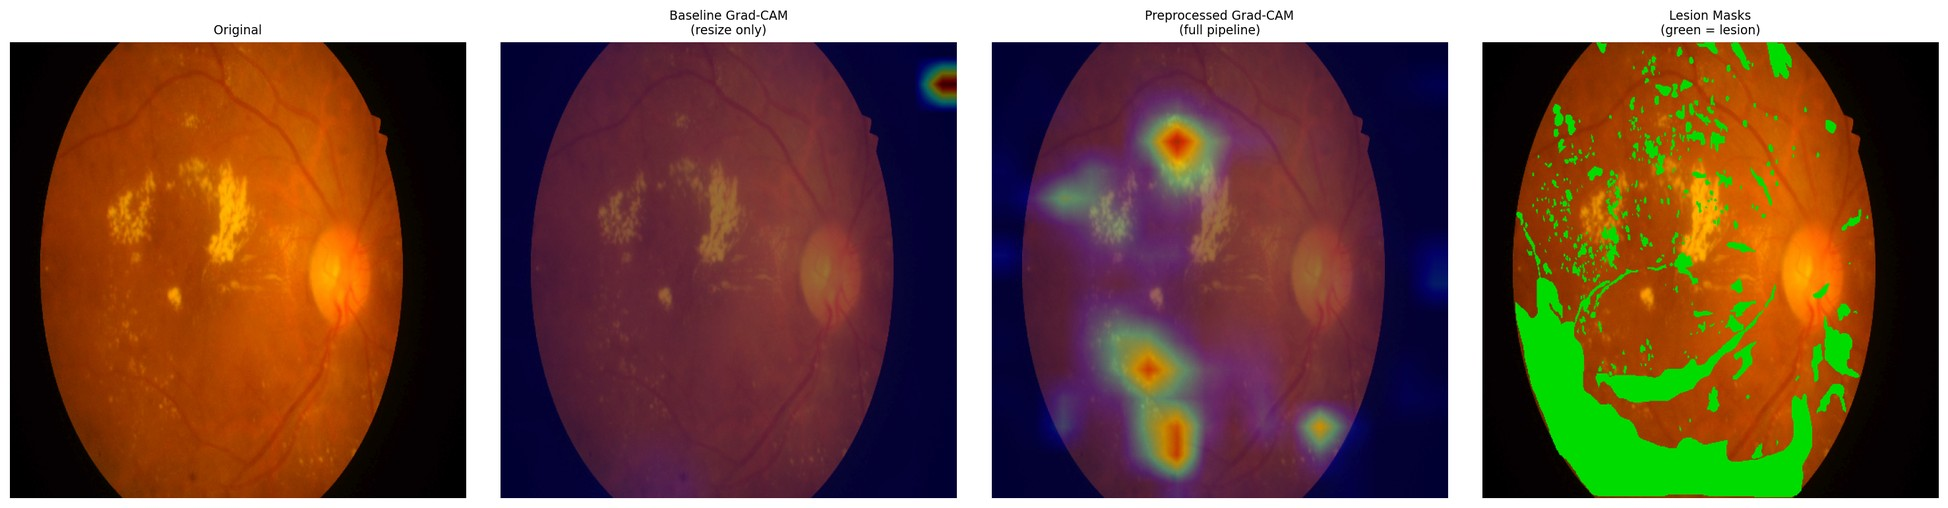 Original
Baseline Grad-CAM
(resize only)
Preprocessed Grad-CAM
(full pipeline)
Lesion Masks
(green = lesion)